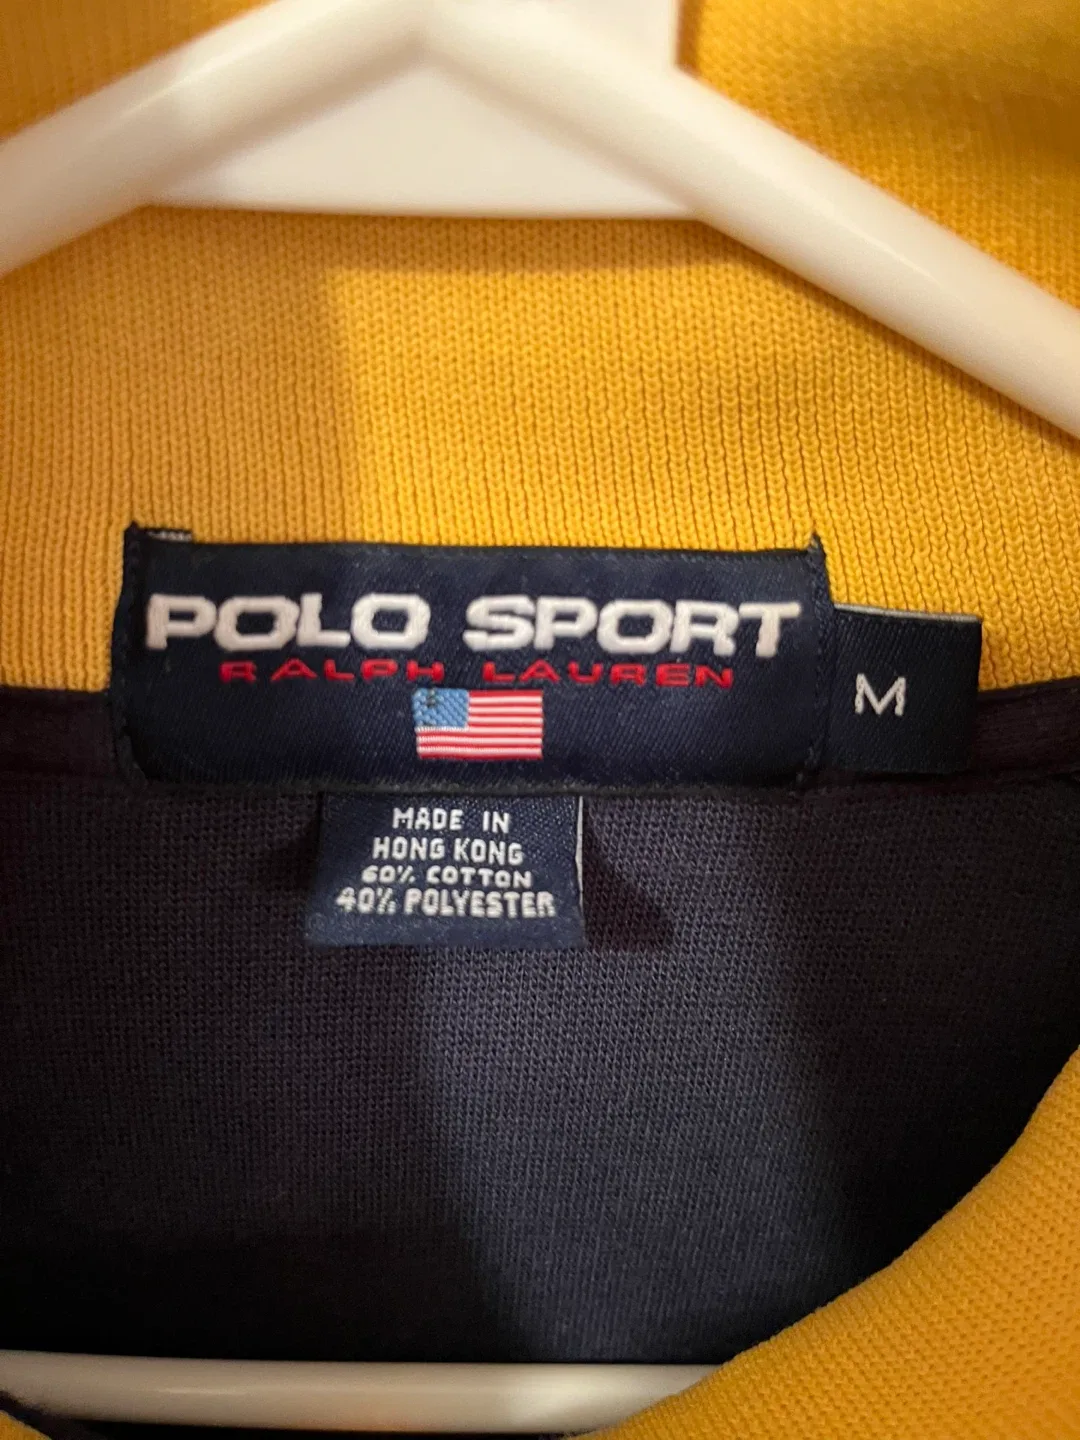 POLO SPORT
RALPH LAUREN
M
MADE IN
HONG KONG
60% COTTON
40% POLYESTER